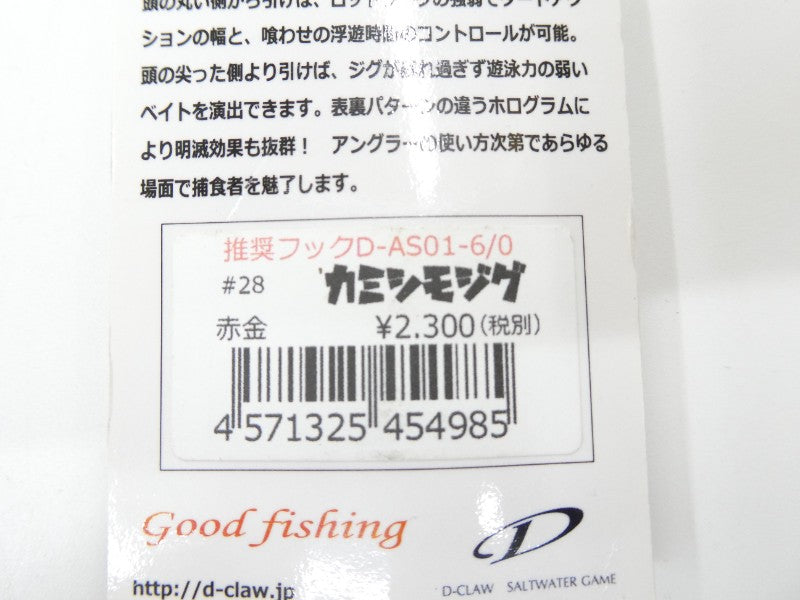 頭の丸い側から引けば、ロッド
の強弱で
ションの幅と、喰わせの浮遊時間のコントロールが可能。
頭の尖った側より引けば、ジグが暴れ過ぎず遊泳力の弱い
ベイトを演出できます。表裏パターンの違うホログラムに
より明滅効果も抜群！ アングラーの使い方次第であらゆる
場面で捕食者を魅了します。
推奨フックD-AS01-6/0
#28 カミシモジグ
赤金 ¥2.300(税別)
4 571325 454985
Good fishing
D
http://d-claw.jp
D-CLAW SALTWATER GAME